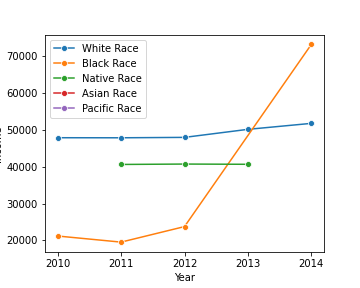 White Race
Black Race
Native Race
Asian Race
Pacific Race
70000
60000
50000
40000
30000
20000
2010 2011 2012 2013 2014
Year